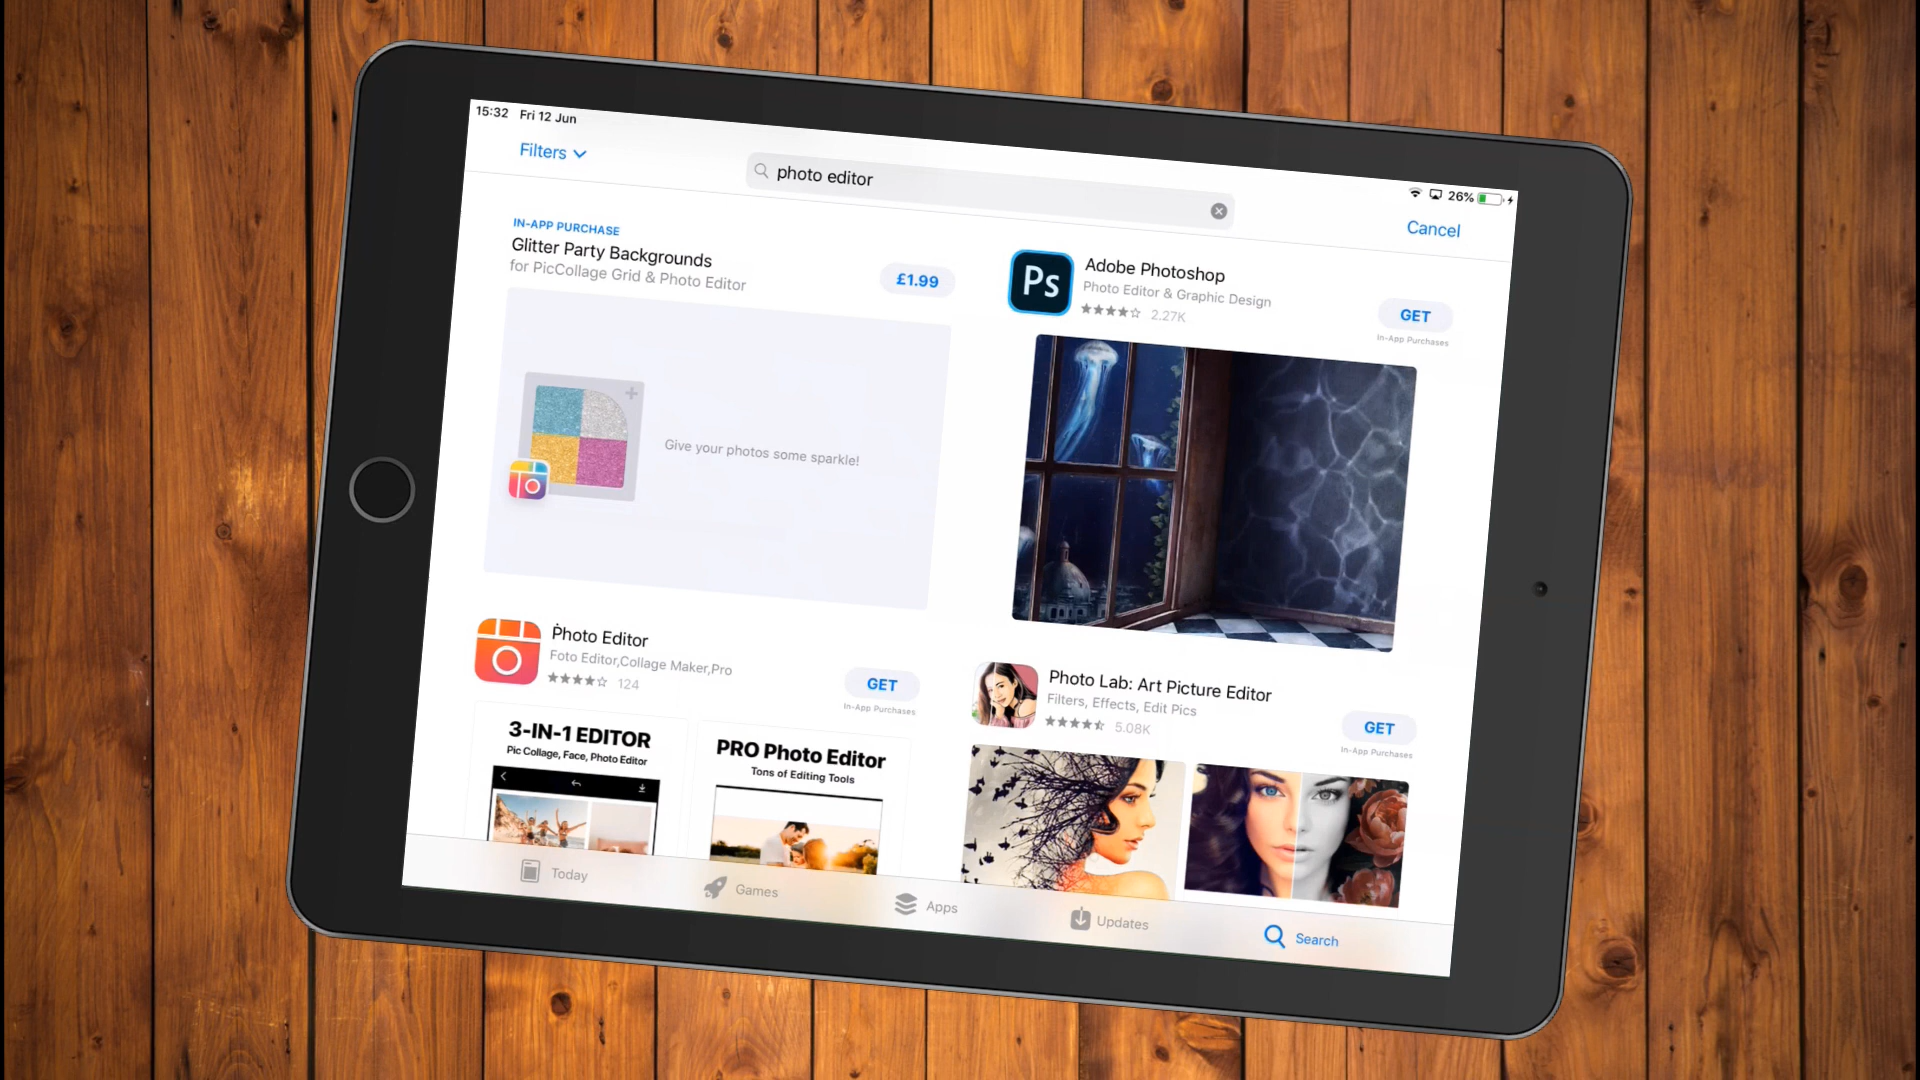 15:32 Fri 12 Jun
26%
Filters
photo editor
Cancel
IN-APP PURCHASE
Glitter Party Backgrounds
for PicCollage Grid & Photo Editor
£1.99
Give your photos some sparkle!
Ps
Adobe Photoshop
Photo Editor & Graphic Design
2.27K
GET
In-App Purchases
Ṗhoto Editor
Foto Editor,Collage Maker,Pro
124
GET
In-App Purchases
3-IN-1 EDITOR
Pic Collage, Face, Photo Editor
PRO Photo Editor
Tons of Editing Tools
Photo Lab: Art Picture Editor
Filters, Effects, Edit Pics
5.08K
GET
In-App Purchases
Today
Games
Apps
Updates
Search